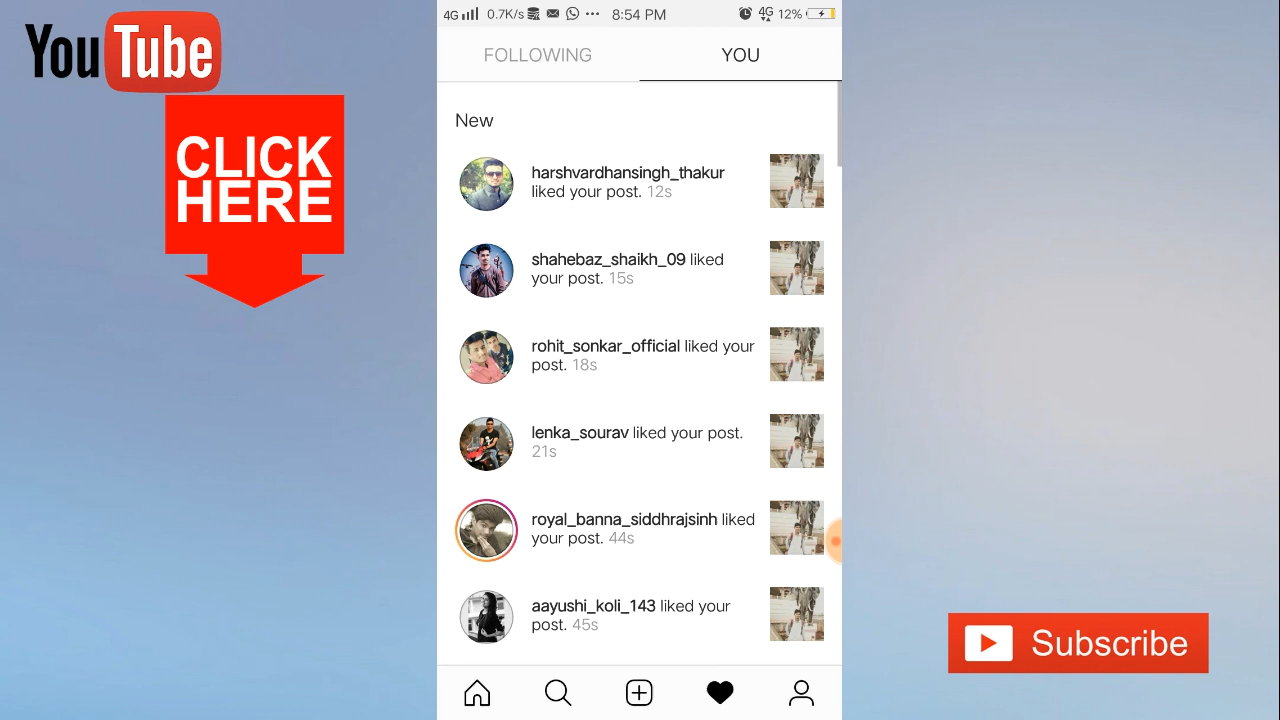 YouTube
CLICK
HERE
4G 0.7K/s ... 8:54 PM 4G 12%
FOLLOWING YOU
New
harshvardhansingh_thakur
liked your post. 12s
shahebaz_shaikh_09 liked
your post. 15s
rohit_sonkar_official liked your
post. 18s
lenka_sourav liked your post.
21s
royal_banna_siddhrajsinh liked
your post. 44s
aayushi_koli_143 liked your
post. 45s
Subscribe